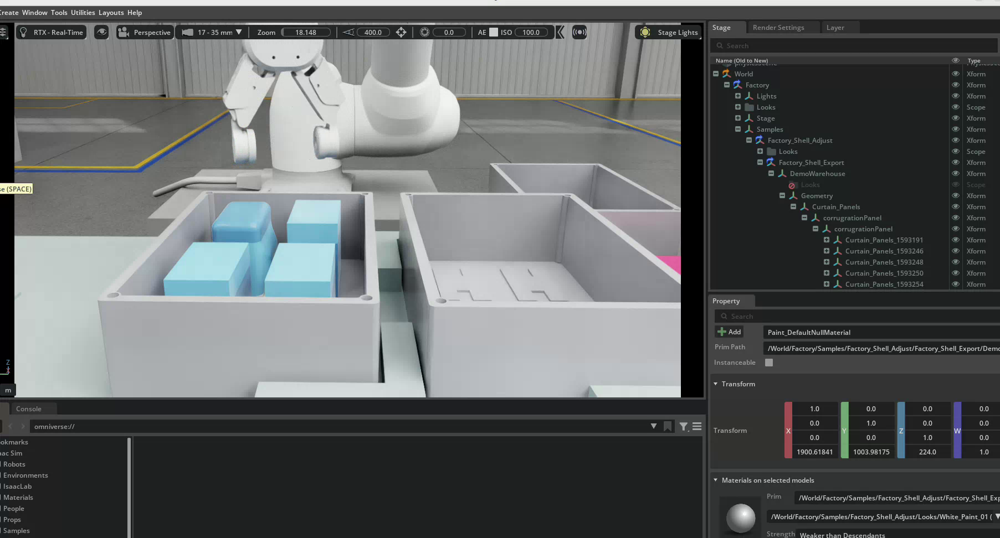 Create Window Tools Utilities Layouts Help
RTX - Real-Time
Perspective
17 - 35 mm
Zoom
18.148
400.0
0.0
AE
ISO
100.0
Stage Lights
Stage
Render Settings
Layer
Search
Name (Old to New)
Type
World
Xform
Factory
Xform
Lights
Xform
Looks
Scope
Stage
Xform
Samples
Xform
Factory_Shell_Adjust
Xform
Looks
Scope
Factory_Shell_Export
Xform
DemoWarehouse
Xform
Looks
Scope
Geometry
Xform
Curtain_Panels
Xform
corrugrationPanel
Xform
corrugrationPanel
Xform
Curtain_Panels_1593191
Xform
Curtain_Panels_1593246
Xform
Curtain_Panels_1593248
Xform
Curtain_Panels_1593250
Xform
Curtain_Panels_1593254
Xform
se (SPACE)
Z
X
m
Property
Search
Add
Paint_DefaultNullMaterial
Prim Path
/World/Factory/Samples/Factory_Shell_Adjust/Factory_Shell_Export/Demo
Instanceable
Transform
Transform
X
Y
Z
W
1.0 0.0 0.0 0.0
0.0 1.0 0.0 0.0
0.0 0.0 1.0 0.0
1900.61841 1003.98175 224.0 1.0
Materials on selected models
Prim
/World/Factory/Samples/Factory_Shell_Adjust/Factory_Shell_Exp
/World/Factory/Samples/Factory_Shell_Adjust/Looks/White_Paint_01 (
Strength
Weaker than Descendants
Console
omniverse://
okmarks
aac Sim
Robots
Environments
IsaacLab
Materials
People
Props
Samples